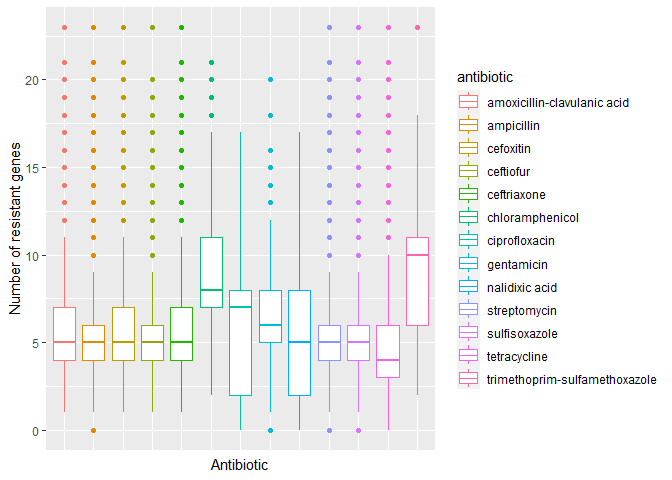 Number of resistant genes
20
15
10
5
0
Antibiotic
antibiotic
amoxicillin-clavulanic acid
ampicillin
cefoxitin
ceftiofur
ceftriaxone
chloramphenicol
ciprofloxacin
gentamicin
nalidixic acid
streptomycin
sulfisoxazole
tetracycline
trimethoprim-sulfamethoxazole